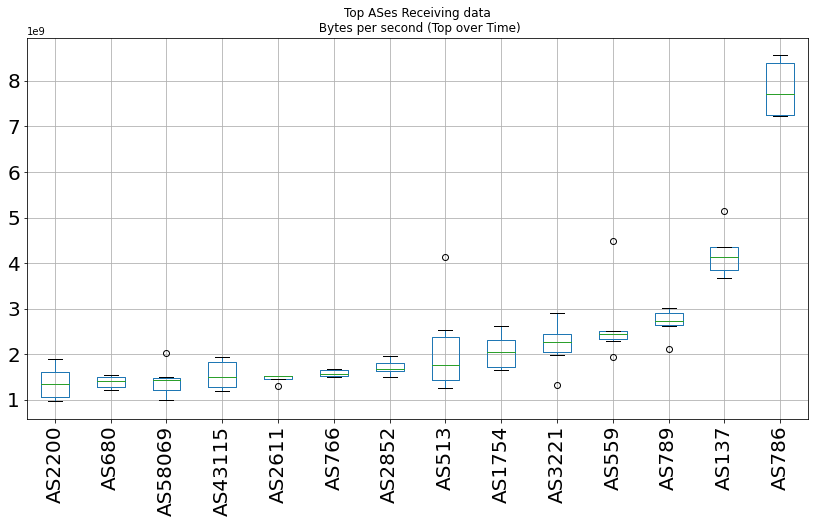 Top ASes Receiving data
Bytes per second (Top over Time)
1e9
8
7
6
5
4
3
2
1
AS2200
AS680
AS58069
AS43115
AS2611
AS766
AS2852
AS513
AS1754
AS3221
AS559
AS789
AS137
AS786